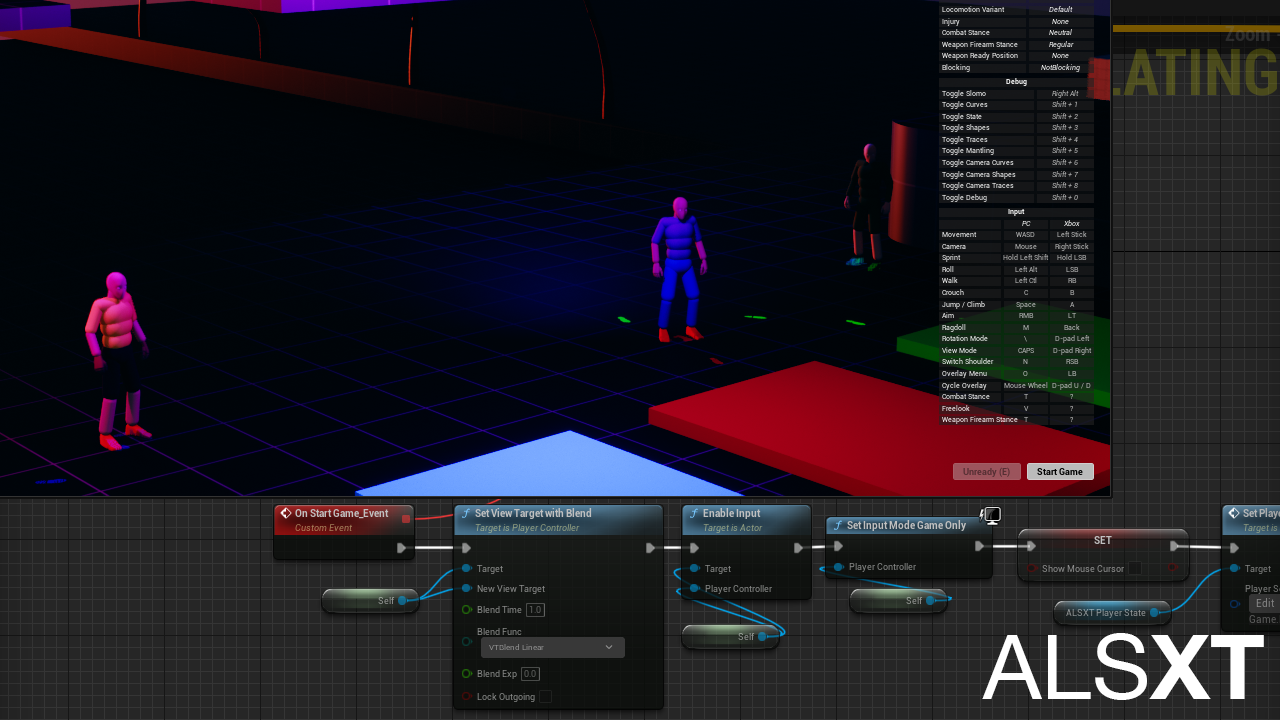 Locomotion Variant Default
Injury None
Combat Stance Neutral
Weapon Firearm Stance Regular
Weapon Ready Position None
Blocking NotBlocking
Debug
Toggle Slomo Right Alt
Toggle Curves Shift + 1
Toggle State Shift + 2
Toggle Shapes Shift + 3
Toggle Traces Shift + 4
Toggle Mantling Shift + 5
Toggle Camera Curves Shift + 6
Toggle Camera Shapes Shift + 7
Toggle Camera Traces Shift + 8
Toggle Debug Shift + 0
Input
PC Xbox
Movement WASD Left Stick
Camera Mouse Right Stick
Sprint Hold Left Shift Hold LSB
Roll Left Alt LSB
Walk Left Ctl RB
Crouch C B
Jump / Climb Space A
Aim RMB LT
Ragdoll M Back
Rotation Mode \ D-pad Left
View Mode CAPS D-pad Right
Switch Shoulder N RSB
Overlay Menu O LB
Cycle Overlay Mouse Wheel D-pad U / D
Combat Stance T ?
Freelook V ?
Weapon Firearm Stance T ?
Unready (E) Start Game
Zoom
LATING
On Start Game_Event
Custom Event
Set View Target with Blend
Target is Player Controller
Target
New View Target
Blend Time 1.0
Blend Func
VTBlend Linear
Blend Exp 0.0
Lock Outgoing
Self
Enable Input
Target is Actor
Target
Player Controller
Self
Set Input Mode Game Only
Player Controller
Self
SET
Show Mouse Cursor
ALSXT Player State
Set Playe
Target is
Target
Player S
Edit
Game.
ALSXT